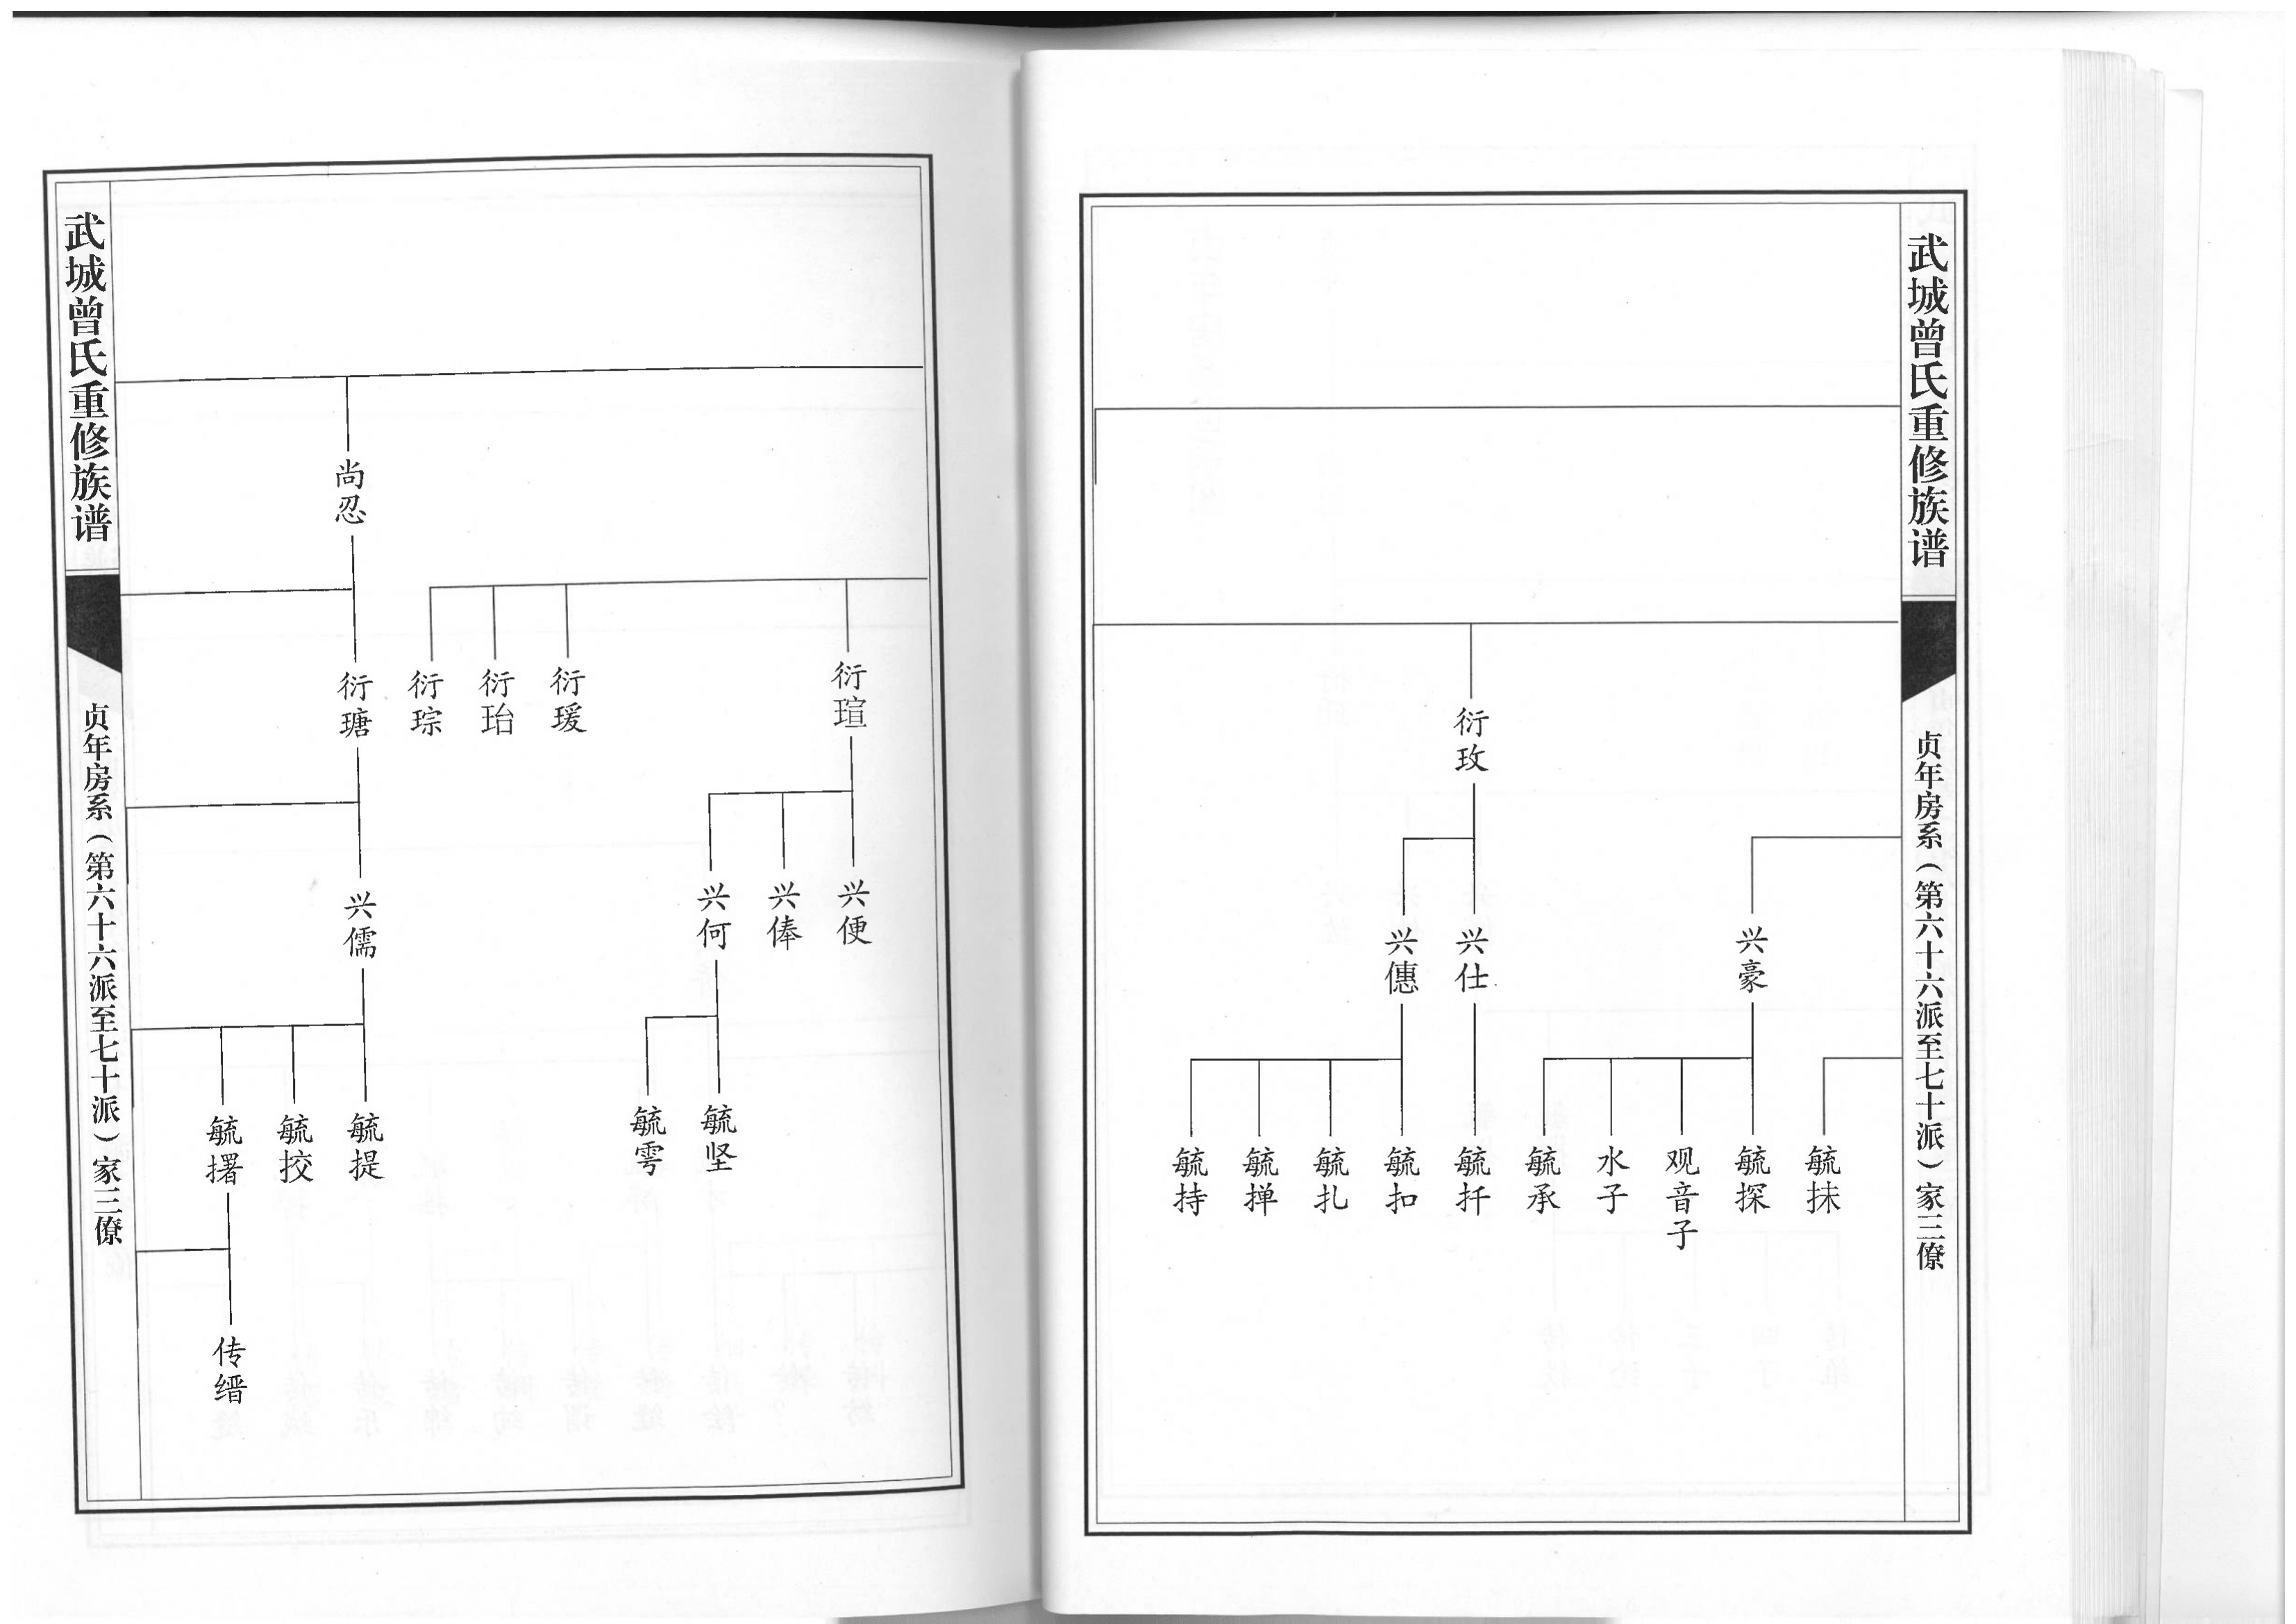 武城曾氏重修族谱
贞年房系（第六十六派至七十派）家三僚
衍玫
兴豪
兴仕
兴僡
毓抹
毓探
观音子
水子
毓承
毓扦
毓扣
毓扎
毓掸
毓持
武城曾氏重修族谱
贞年房系（第六十六派至七十派）家三僚
尚忍
衍瑄
衍瑗
衍珆
衍琮
衍瑭
兴便
兴俸
兴何
兴儒
毓坚
毓雩
毓提
毓挍
毓撂
传缙